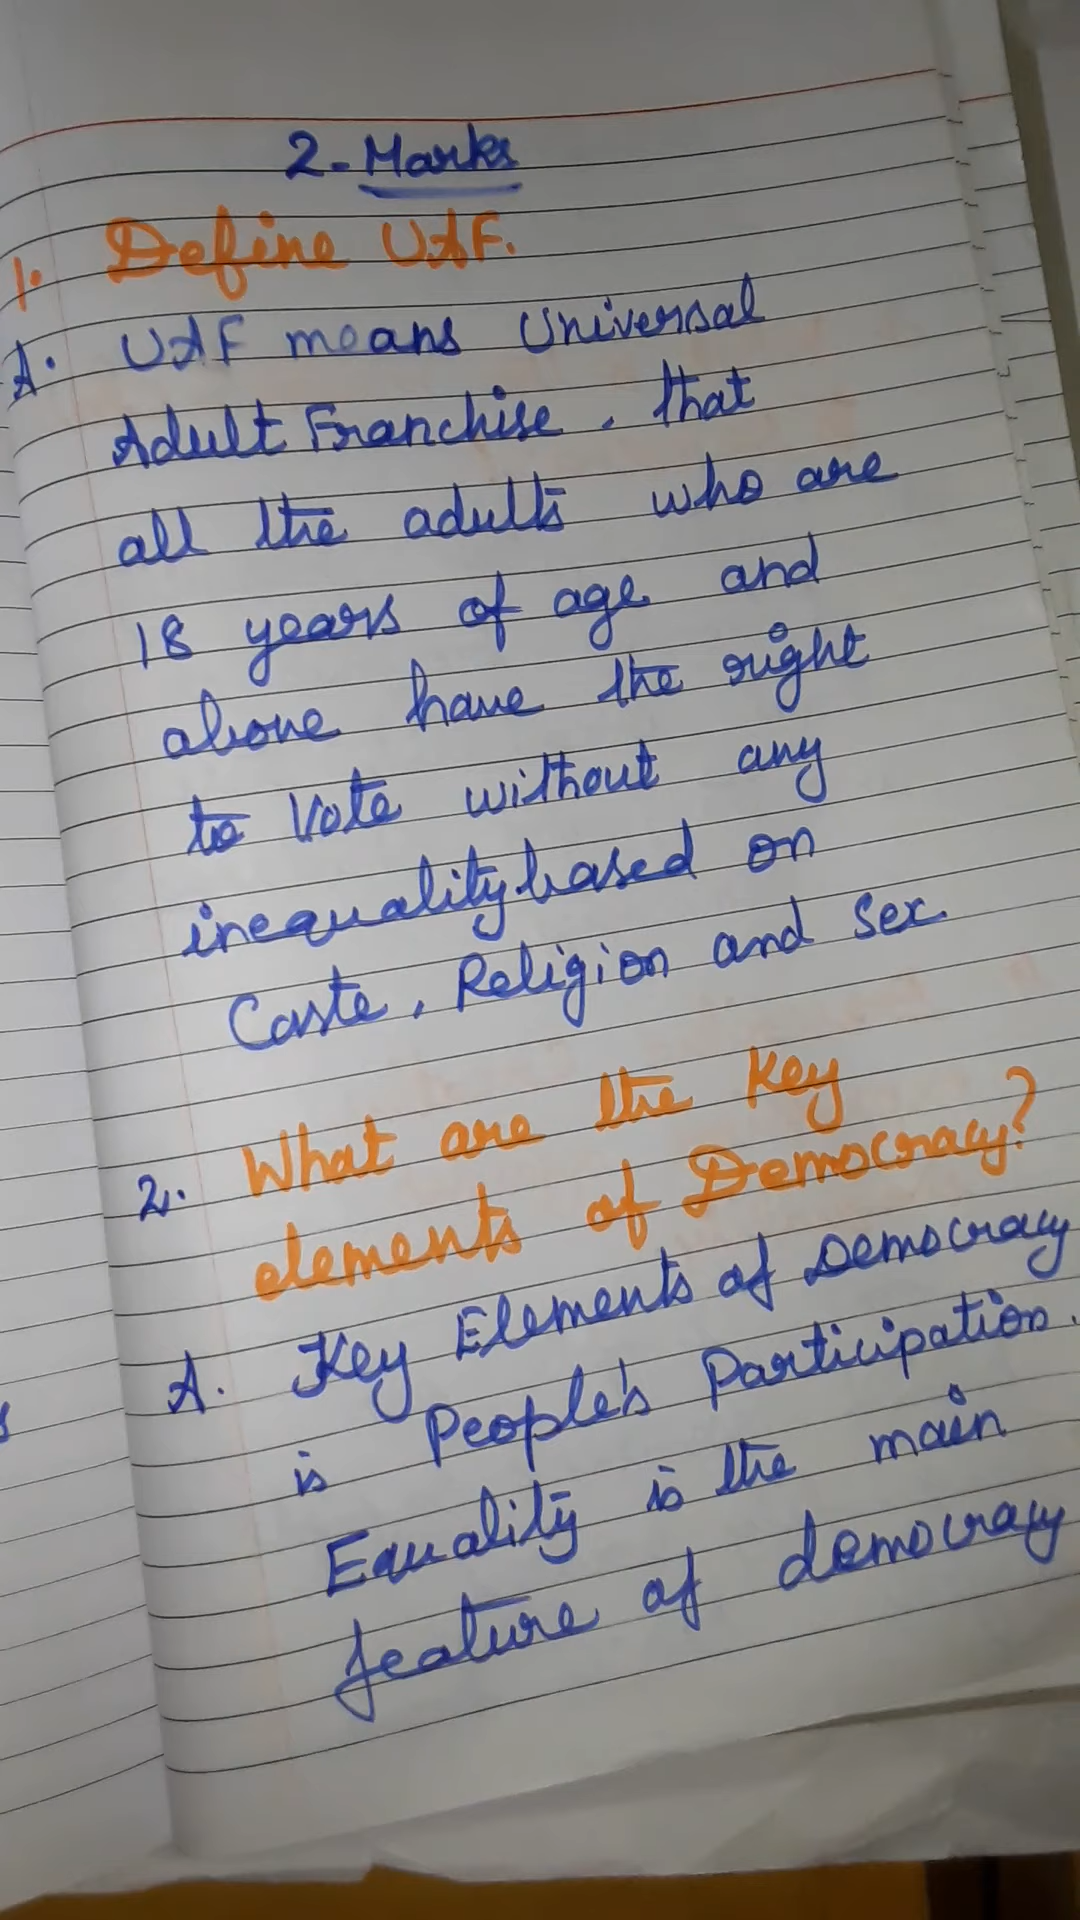 2-Marks
1. Define UAF.
A. UAF means Universal
Adult Franchise, that
all the adults who are
18 years of age and
above have the right
to Vote without any
inequality based on
Caste, Religion and Sex
2. What are the Key
elements of Democracy?
A. Key Elements of Democracy
is People's Participation.
Equality is the main
feature of democracy